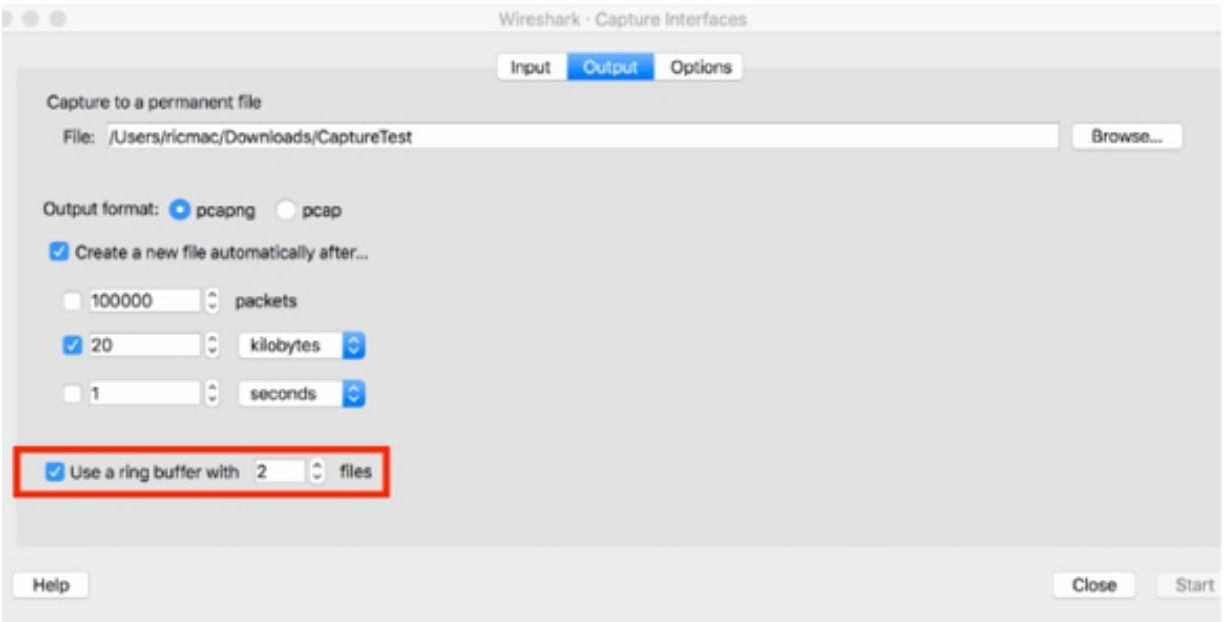 Wireshark · Capture Interfaces
Input Output Options
Capture to a permanent file
File: /Users/ricmac/Downloads/CaptureTest Browse...
Output format: pcapng pcap
Create a new file automatically after...
100000 packets
20 kilobytes
1 seconds
Use a ring buffer with 2 files
Help Close Start